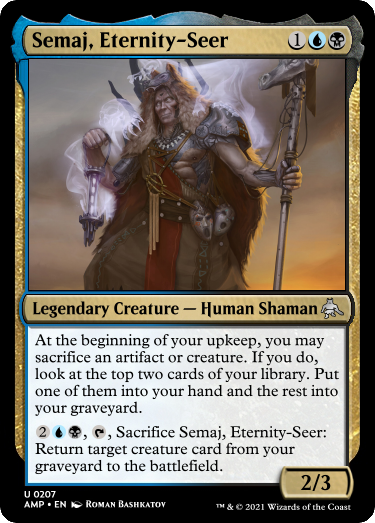 Semaj, Eternity-Seer 1
Legendary Creature — Human Shaman
At the beginning of your upkeep, you may
sacrifice an artifact or creature. If you do,
look at the top two cards of your library. Put
one of them into your hand and the rest into
your graveyard.
2, , Sacrifice Semaj, Eternity-Seer:
Return target creature card from your
graveyard to the battlefield.
2/3
U 0207
AMP • EN Roman Bashkatov
™ & © 2021 Wizards of the Coast